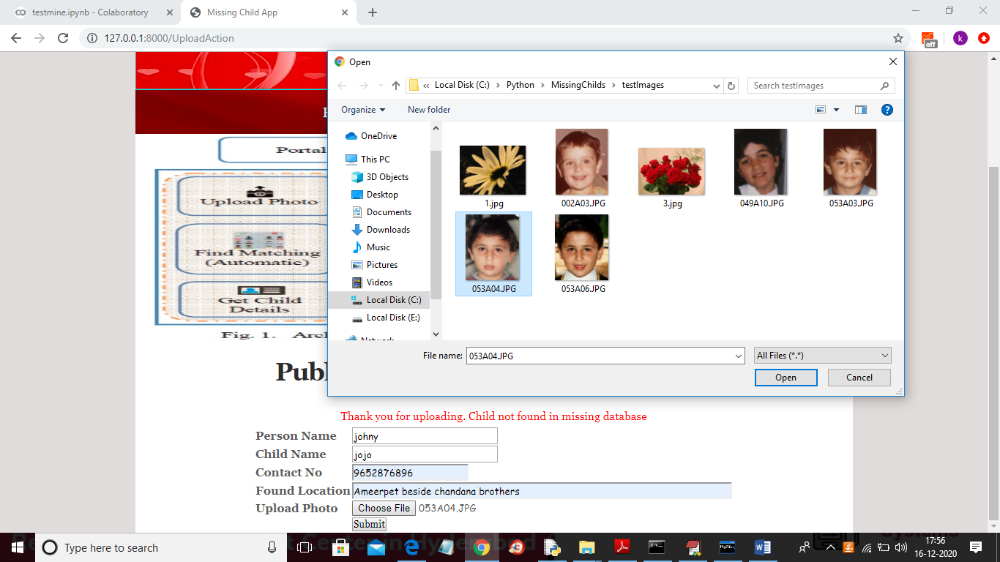 testmine.ipynb - Colaboratory
Missing Child App
127.0.0.1:8000/UploadAction
k
off
Open
« Local Disk (C:) > Python > MissingChilds > testImages
Search testImages
Organize
New folder
OneDrive
This PC
3D Objects
Desktop
Documents
Downloads
Music
Pictures
Videos
Local Disk (C:)
Local Disk (E:)
Network
1.jpg
002A03.JPG
3.jpg
049A10.JPG
053A03.JPG
053A04.JPG
053A06.JPG
File name: 053A04.JPG
All Files (*.*)
Open
Cancel
Portal
Upload Photo
Find Matching
(Automatic)
Get Child
Details
Fig. 1.
Thank you for uploading. Child not found in missing database
Person Name johny
Child Name jojo
Contact No 9652876896
Found Location Ameerpet beside chandana brothers
Upload Photo Choose File 053A04.JPG
Submit
Type here to search
17:56
16-12-2020